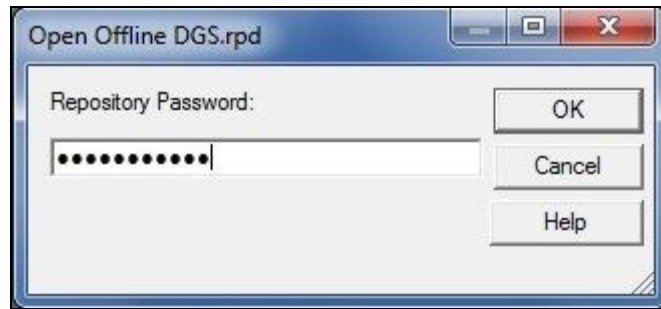 Open Offline DGS.rpd
Repository Password:
●●●●●●●●●●●
OK
Cancel
Help